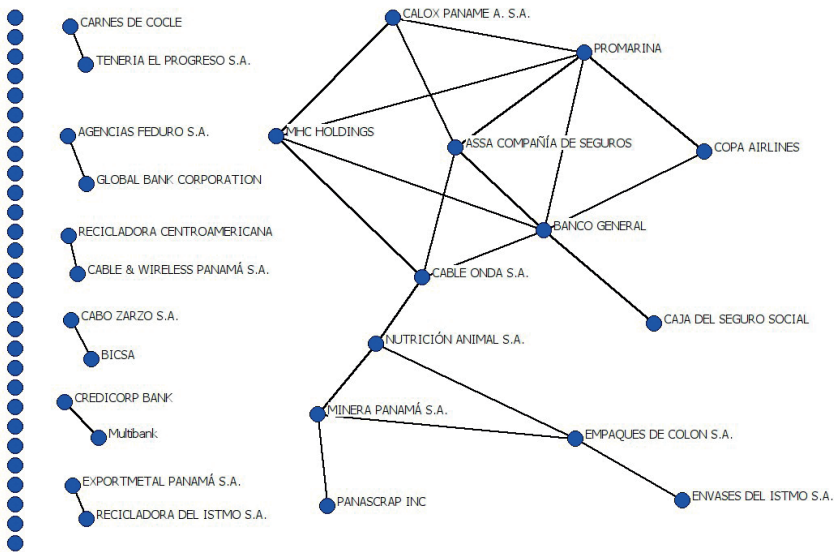 CARNES DE COCLE
TENERIA EL PROGRESO S.A.
AGENCIAS FEDURO S.A.
GLOBAL BANK CORPORATION
RECICLADORA CENTROAMERICANA
CABLE & WIRELESS PANAMÁ S.A.
CABO ZARZO S.A.
BICSA
CREDICORP BANK
Multibank
EXPORTMETAL PANAMÁ S.A.
RECICLADORA DEL ISTMO S.A.
CALOX PANAME A. S.A.
PROMARINA
MHC HOLDINGS
ASSA COMPAÑÍA DE SEGUROS
COPA AIRLINES
BANCO GENERAL
CABLE ONDA S.A.
CAJA DEL SEGURO SOCIAL
NUTRICIÓN ANIMAL S.A.
MINERA PANAMÁ S.A.
EMPAQUES DE COLON S.A.
PANASCRAP INC
ENVASES DEL ISTMO S.A.